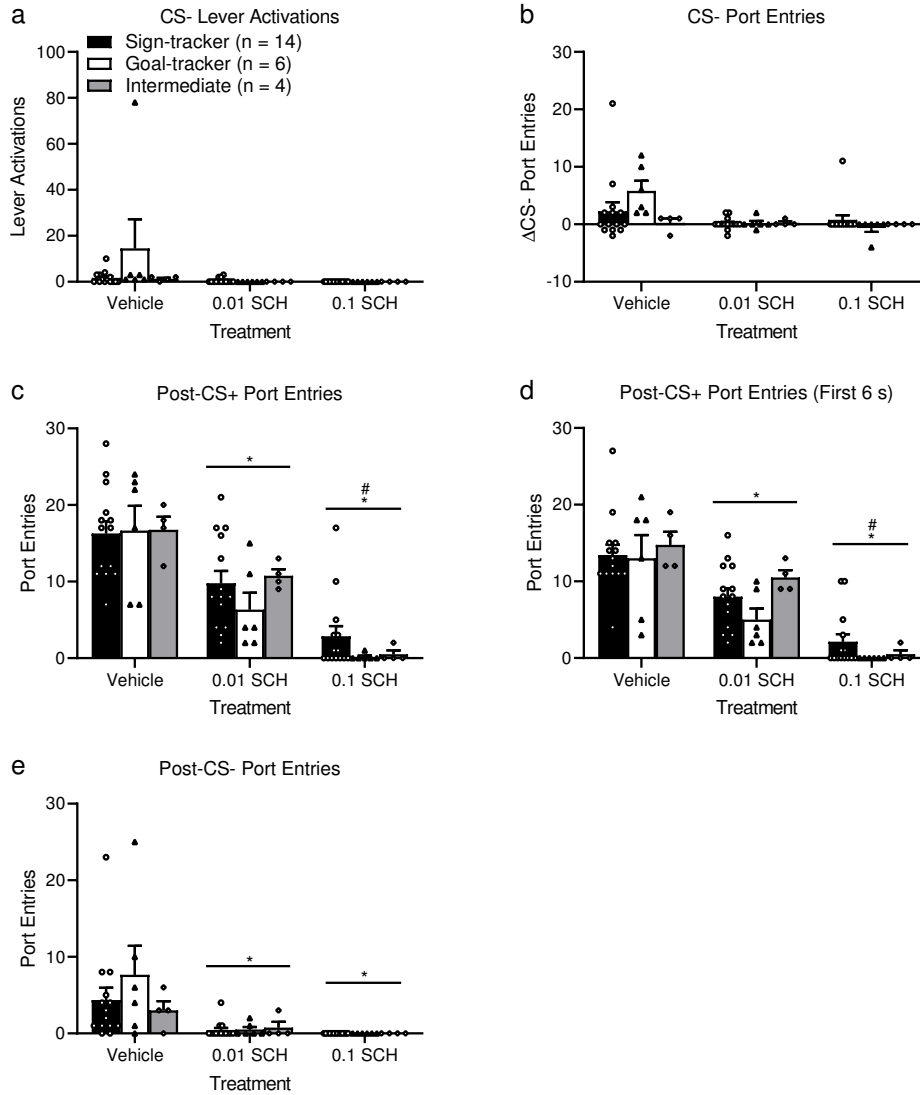 a
CS- Lever Activations
Sign-tracker (n = 14)
Goal-tracker (n = 6)
Intermediate (n = 4)
100
80
60
40
20
0
Lever Activations
Vehicle
0.01 SCH
0.1 SCH
Treatment
b
CS- Port Entries
30
20
10
0
-10
ΔCS- Port Entries
Vehicle
0.01 SCH
0.1 SCH
Treatment
c
Post-CS+ Port Entries
30
20
10
0
Port Entries
*
#
*
Vehicle
0.01 SCH
0.1 SCH
Treatment
d
Post-CS+ Port Entries (First 6 s)
30
20
10
0
Port Entries
*
#
*
Vehicle
0.01 SCH
0.1 SCH
Treatment
e
Post-CS- Port Entries
30
20
10
0
Port Entries
*
*
Vehicle
0.01 SCH
0.1 SCH
Treatment